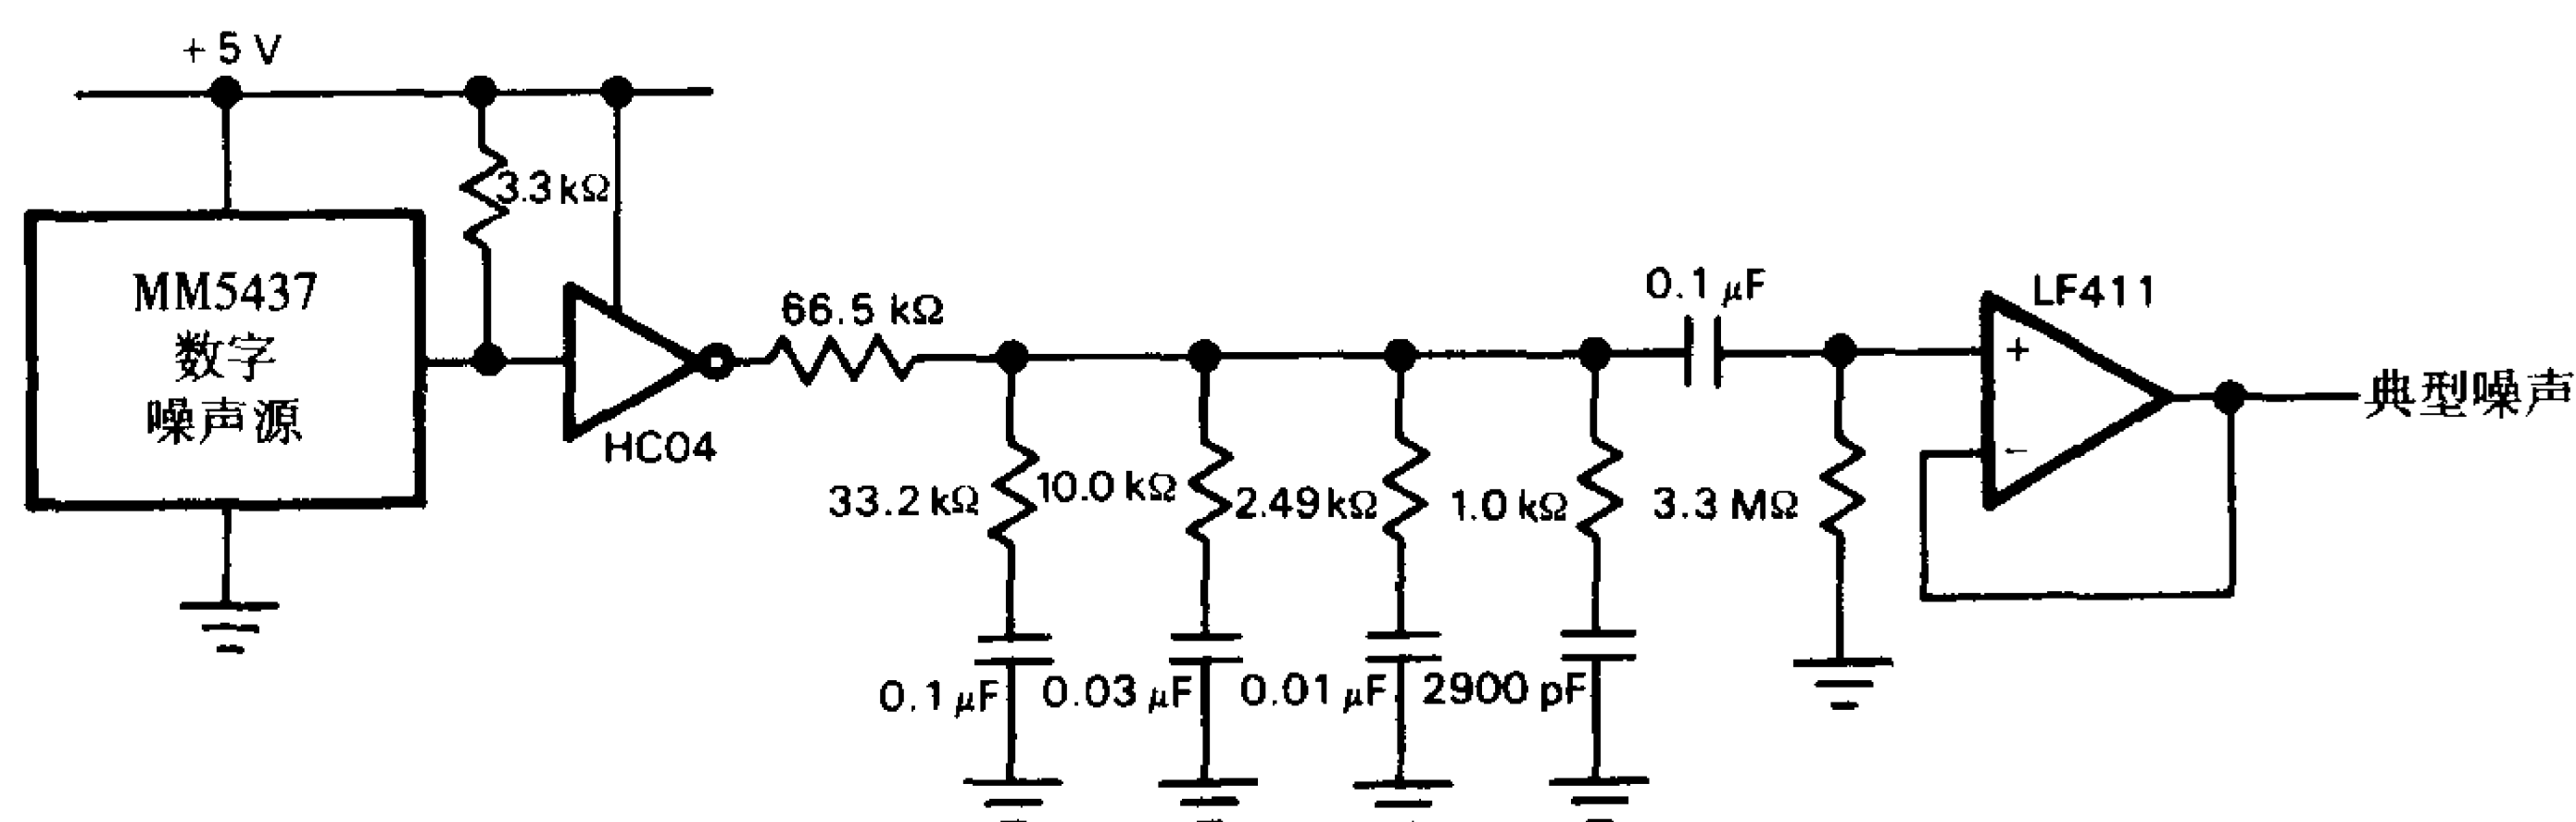 +5 V
3.3 kΩ
MM5437
数字
噪声源
HC04
66.5 kΩ
33.2 kΩ
10.0 kΩ
2.49 kΩ
1.0 kΩ
3.3 MΩ
0.1 μF
0.03 μF
0.01 μF
2900 pF
0.1 μF
LF411
+
-
典型噪声